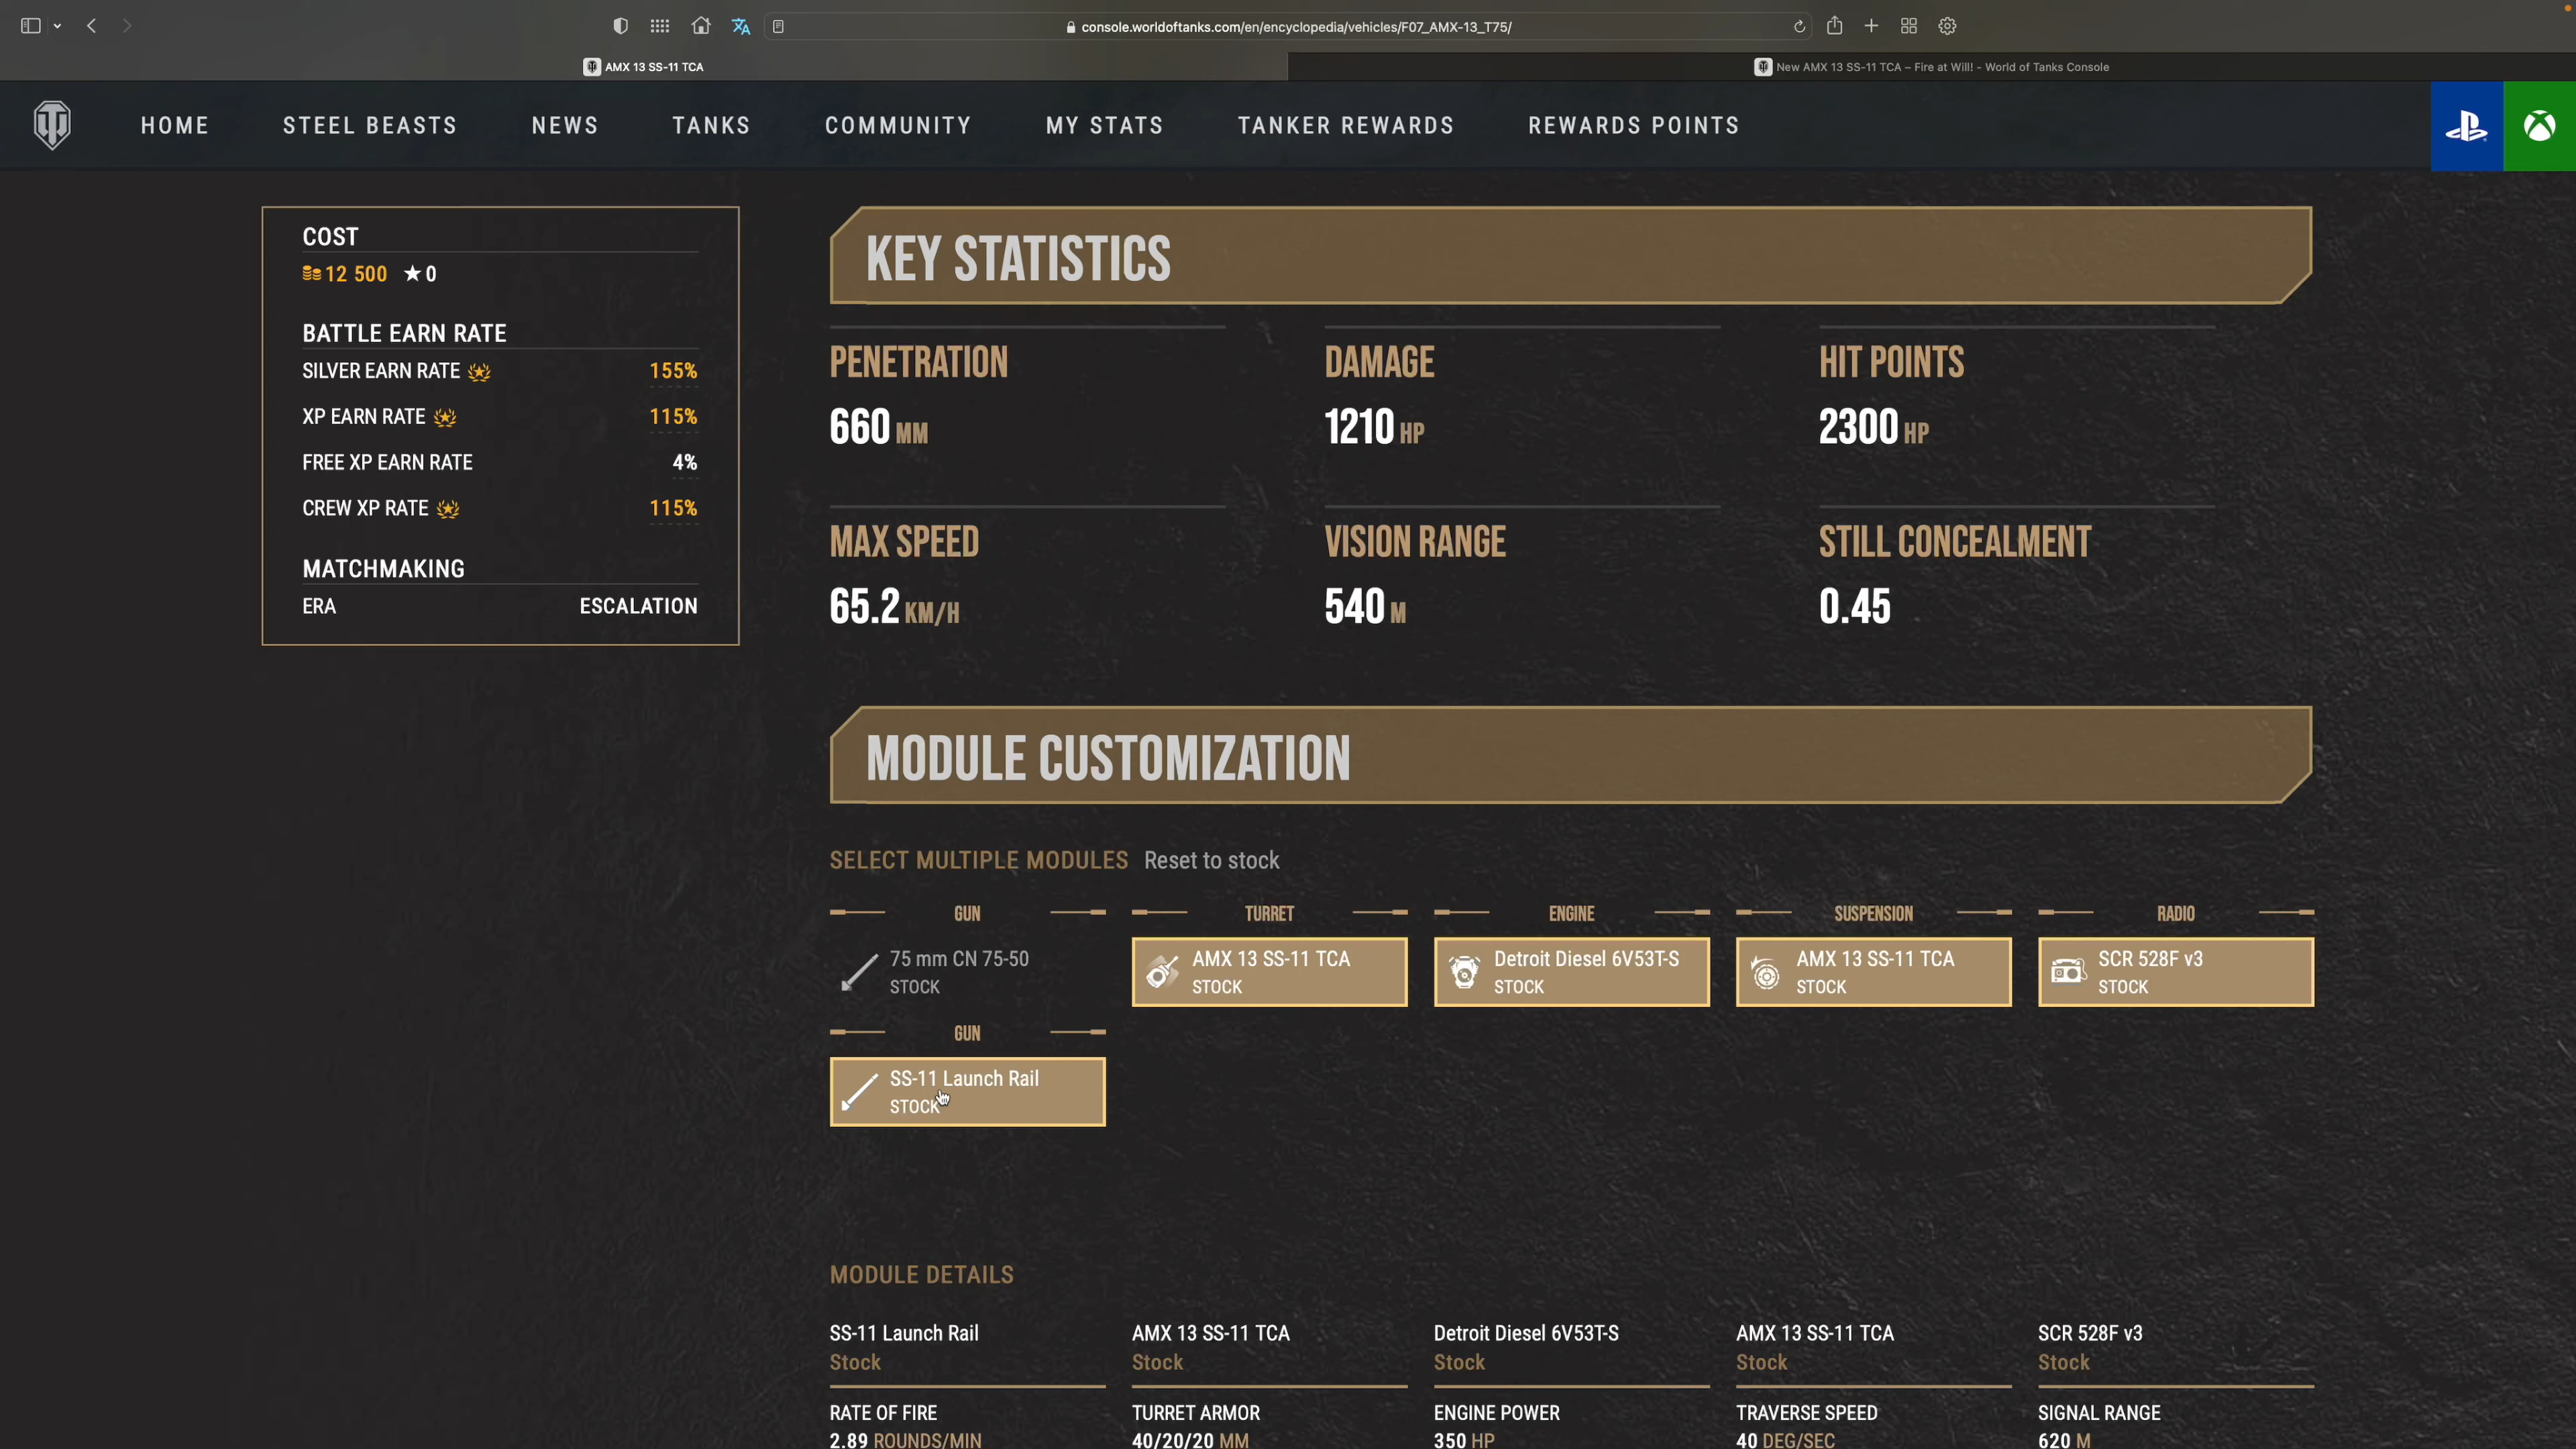 console.worldoftanks.com/en/encyclopedia/vehicles/F07_AMX-13_T75/
AMX 13 SS-11 TCA
New AMX 13 SS-11 TCA – Fire at Will! - World of Tanks Console
HOME STEEL BEASTS NEWS TANKS COMMUNITY MY STATS TANKER REWARDS REWARDS POINTS
COST
12 500 ★ 0
BATTLE EARN RATE
SILVER EARN RATE 155%
XP EARN RATE 115%
FREE XP EARN RATE 4%
CREW XP RATE 115%
MATCHMAKING
ERA ESCALATION
KEY STATISTICS
PENETRATION DAMAGE HIT POINTS
660 MM 1210 HP 2300 HP
MAX SPEED VISION RANGE STILL CONCEALMENT
65.2 KM/H 540 M 0.45
MODULE CUSTOMIZATION
SELECT MULTIPLE MODULES Reset to stock
GUN TURRET ENGINE SUSPENSION RADIO
75 mm CN 75-50 AMX 13 SS-11 TCA Detroit Diesel 6V53T-S AMX 13 SS-11 TCA SCR 528F v3
STOCK STOCK STOCK STOCK STOCK
GUN
SS-11 Launch Rail
STOCK
MODULE DETAILS
SS-11 Launch Rail AMX 13 SS-11 TCA Detroit Diesel 6V53T-S AMX 13 SS-11 TCA SCR 528F v3
Stock Stock Stock Stock Stock
RATE OF FIRE TURRET ARMOR ENGINE POWER TRAVERSE SPEED SIGNAL RANGE
2.89 ROUNDS/MIN 40/20/20 MM 350 HP 40 DEG/SEC 620 M